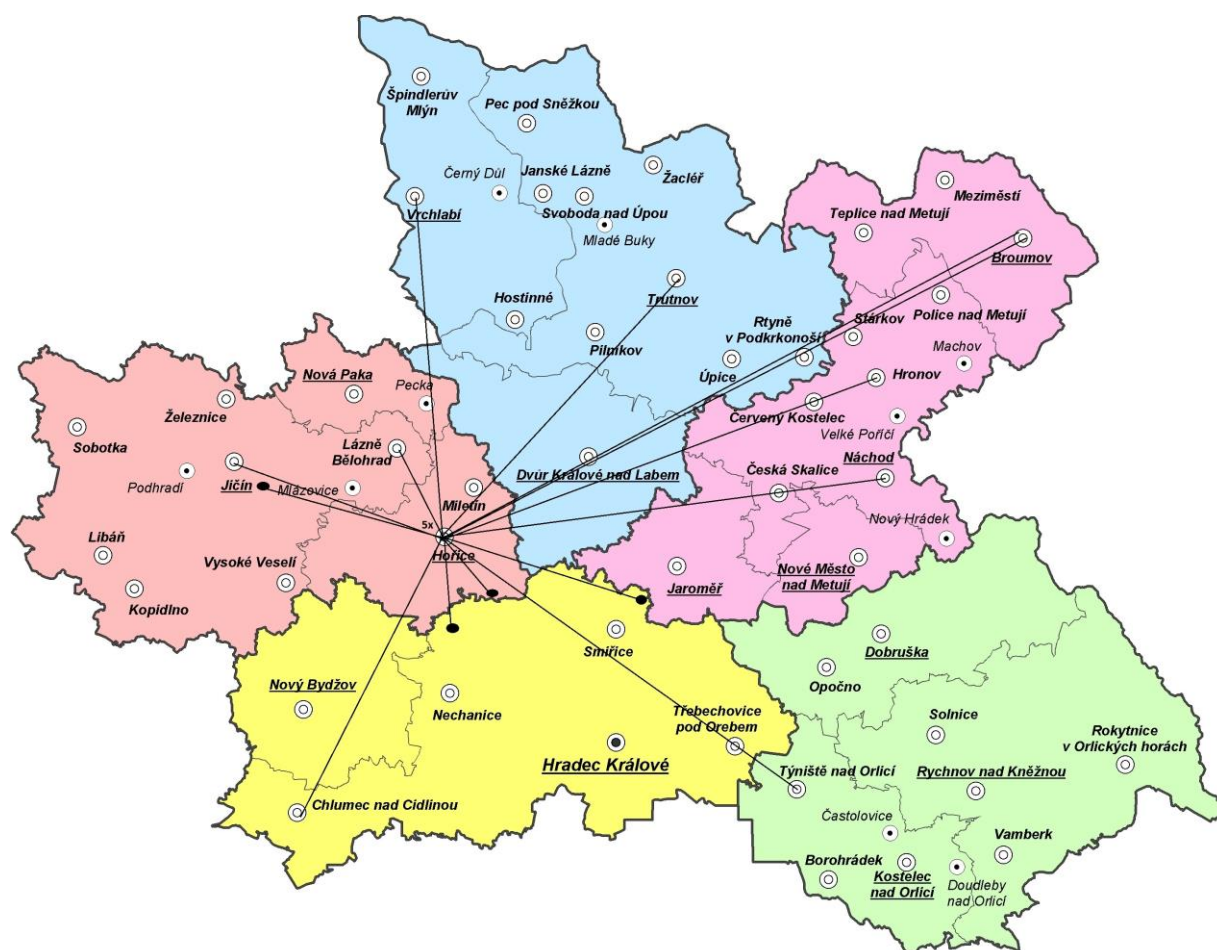 Špindlerův
Mlýn
Pec pod Sněžkou
Černý Důl
Janské Lázně
Žacléř
Vrchlabí
Svoboda nad Úpou
Mladé Buky
Meziměstí
Teplice nad Metují
Broumov
Trutnov
Hostinné
Pilníkov
Rtyně
v Podkrkonoší
Úpice
Stárkov
Police nad Metují
Machov
Hronov
Červený Kostelec
Velké Poříčí
Nová Paka
Pecka
Železnice
Sobotka
Lázně
Bělohrad
Podhradí
Jičín
Mlázovice
Miletín
Dvůr Králové nad Labem
Česká Skalice
Náchod
Nový Hrádek
5x
Hořice
Libáň
Vysoké Veselí
Kopidlno
Jaroměř
Nové Město
nad Metují
Smiřice
Dobruška
Opočno
Nový Bydžov
Nechanice
Třebechovice
pod Orebem
Solnice
Rokytnice
v Orlických horách
Hradec Králové
Týniště nad Orlicí
Rychnov nad Kněžnou
Chlumec nad Cidlinou
Častolovice
Vamberk
Borohrádek
Kostelec
nad Orlicí
Doudleby
nad Orlicí